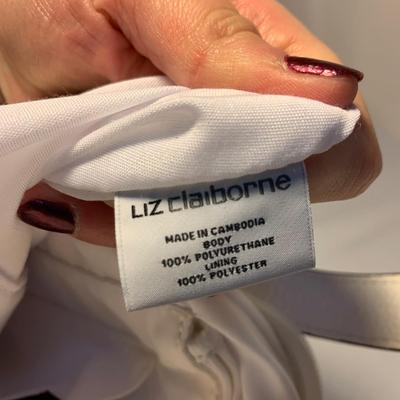 LIZ claiborne
MADE IN CAMBODIA
BODY
100% POLYURETHANE
LINING
100% POLYESTER